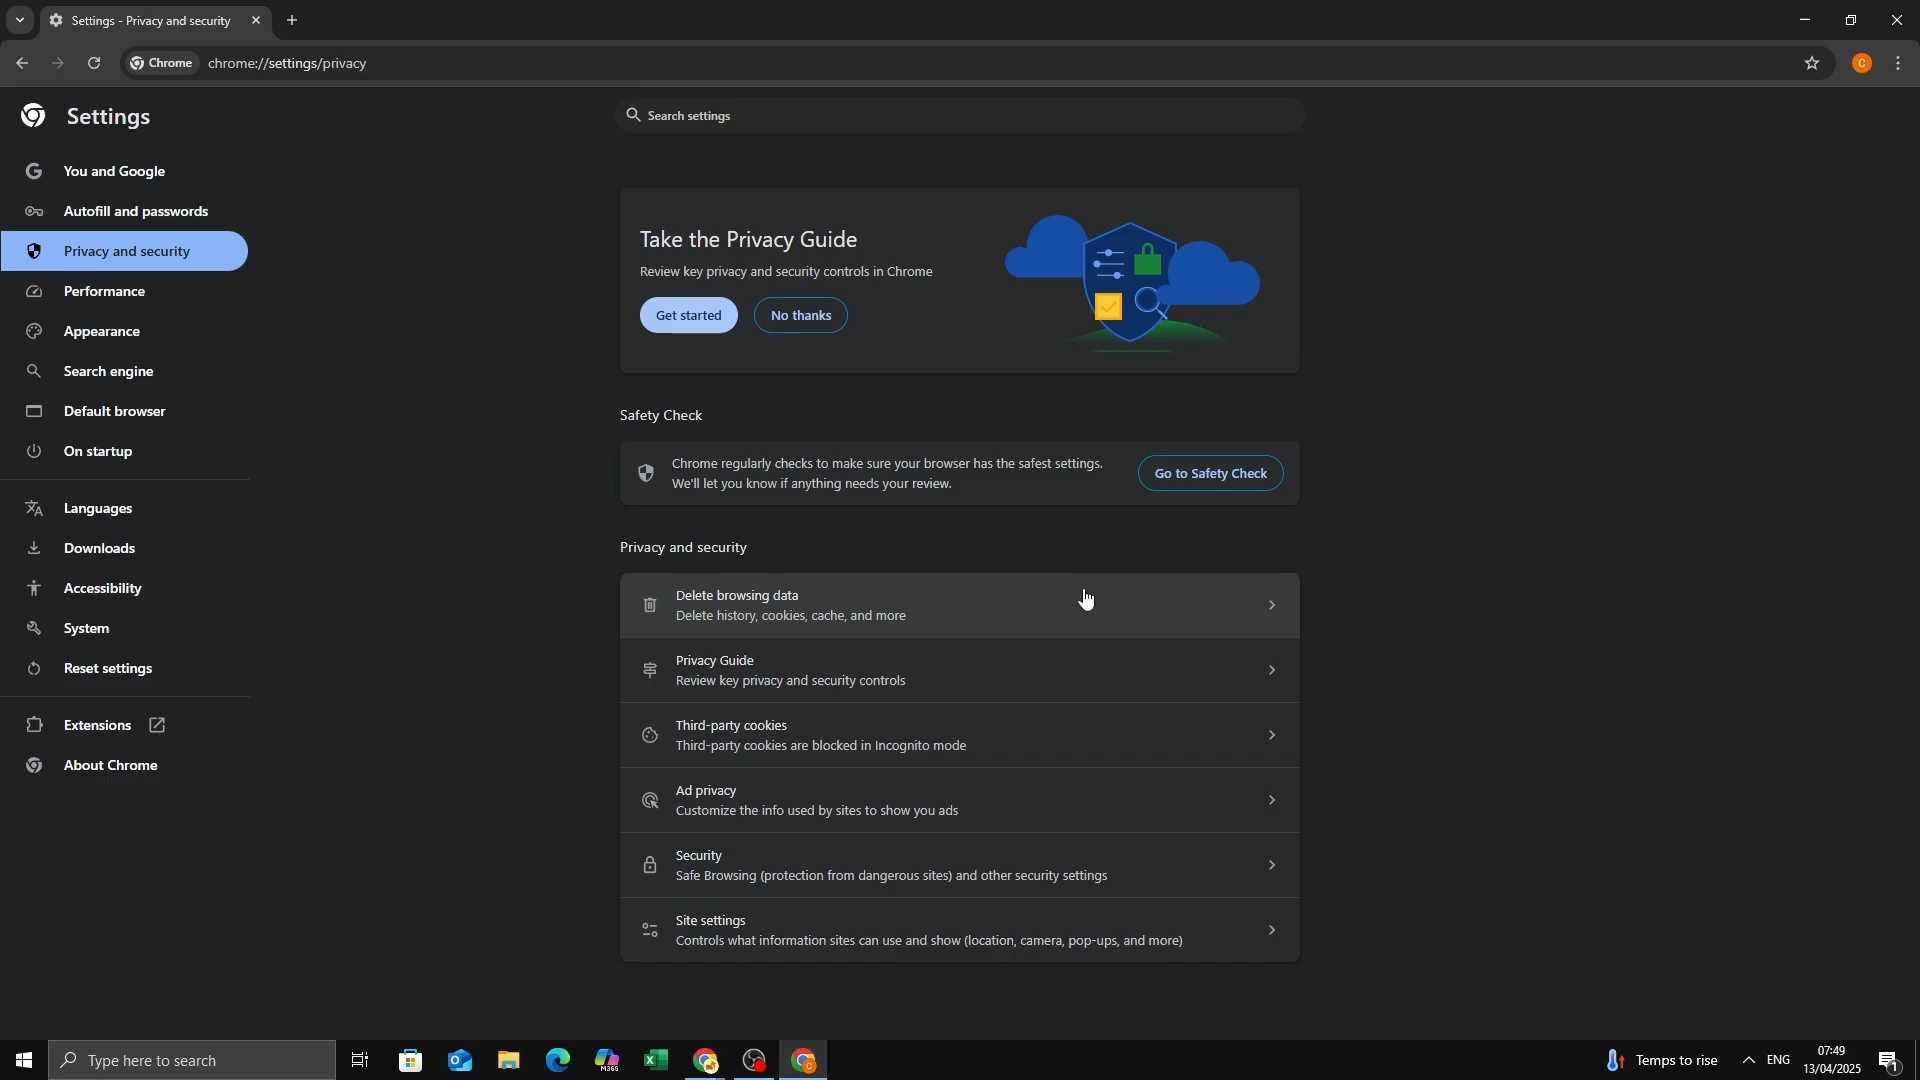 Settings - Privacy and security
Chrome
chrome://settings/privacy
C
Settings
Search settings
You and Google
Autofill and passwords
Privacy and security
Performance
Appearance
Search engine
Default browser
On startup
Languages
Downloads
Accessibility
System
Reset settings
Extensions
About Chrome
Take the Privacy Guide
Review key privacy and security controls in Chrome
Get started
No thanks
Safety Check
Chrome regularly checks to make sure your browser has the safest settings.
We'll let you know if anything needs your review.
Go to Safety Check
Privacy and security
Delete browsing data
Delete history, cookies, cache, and more
Privacy Guide
Review key privacy and security controls
Third-party cookies
Third-party cookies are blocked in Incognito mode
Ad privacy
Customize the info used by sites to show you ads
Security
Safe Browsing (protection from dangerous sites) and other security settings
Site settings
Controls what information sites can use and show (location, camera, pop-ups, and more)
Type here to search
M365
C
Temps to rise
ENG
07:49
13/04/2025
1